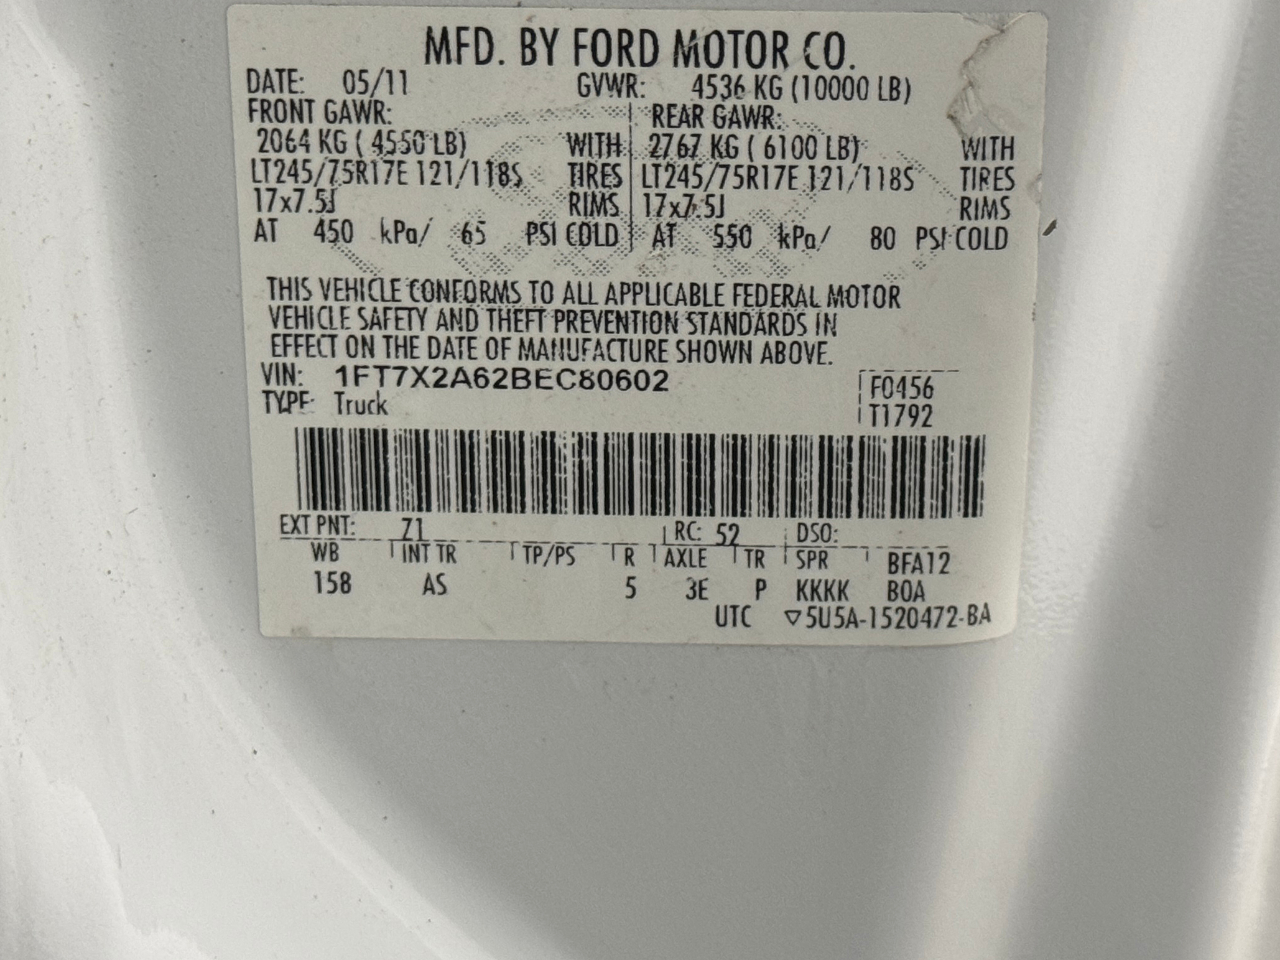 MFD. BY FORD MOTOR CO.
DATE: 05/11 GVWR: 4536 KG (10000 LB)
FRONT GAWR: REAR GAWR:
2064 KG ( 4550 LB) WITH 2767 KG ( 6100 LB) WITH
LT245/75R17E 121/118S TIRES LT245/75R17E 121/118S TIRES
17x7.5J RIMS 17x7.5J RIMS
AT 450 kPa/ 65 PSI COLD AT 550 kPa/ 80 PSI COLD
THIS VEHICLE CONFORMS TO ALL APPLICABLE FEDERAL MOTOR
VEHICLE SAFETY AND THEFT PREVENTION STANDARDS IN
EFFECT ON THE DATE OF MANUFACTURE SHOWN ABOVE.
VIN: 1FT7X2A62BEC80602 F0456
TYPE: Truck T1792
EXT PNT: Z1 RC: 52 DSO:
WB INT TR TP/PS R AXLE TR SPR BFA12
158 AS 5 3E P KKKK BOA
UTC ▽5U5A-1520472-BA